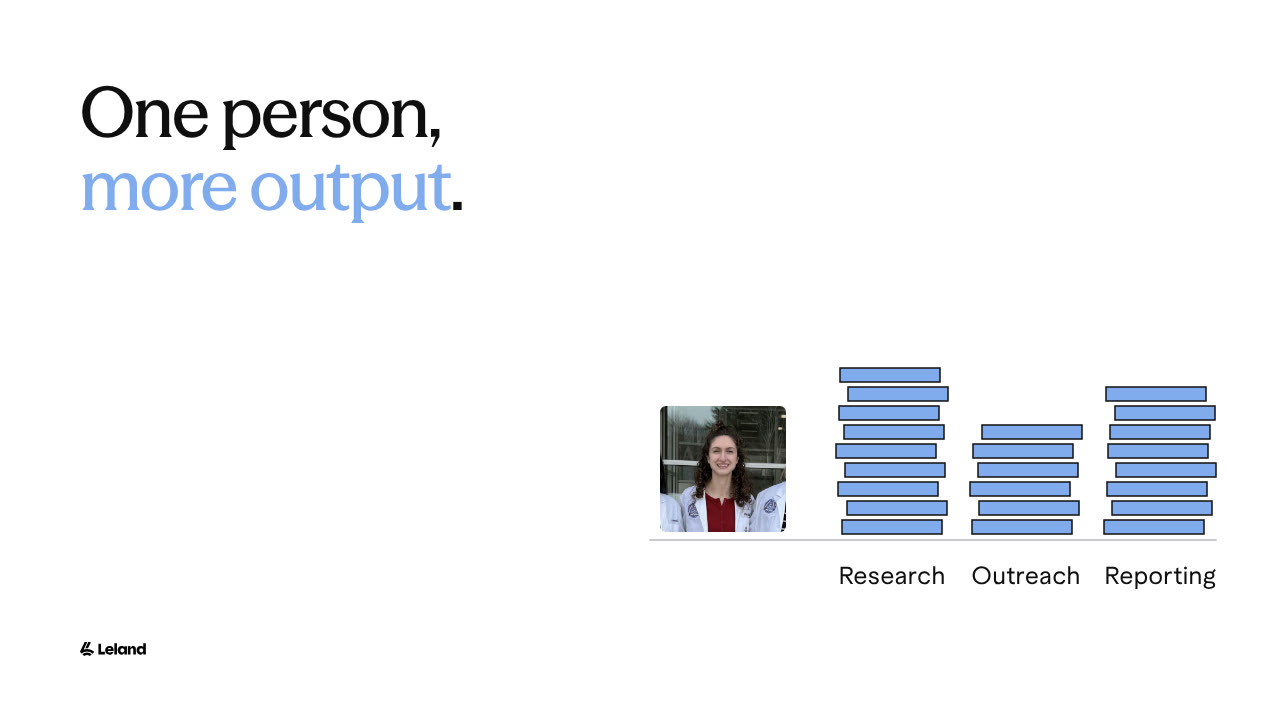 One person,
more output.
Research
Outreach
Reporting
Leland